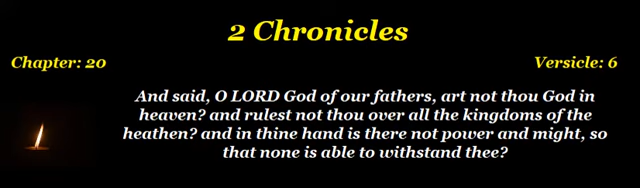 2 Chronicles
Chapter: 20
Versicle: 6
And said, O LORD God of our fathers, art not thou God in
heaven? and rulest not thou over all the kingdoms of the
heathen? and in thine hand is there not power and might, so
that none is able to withstand thee?